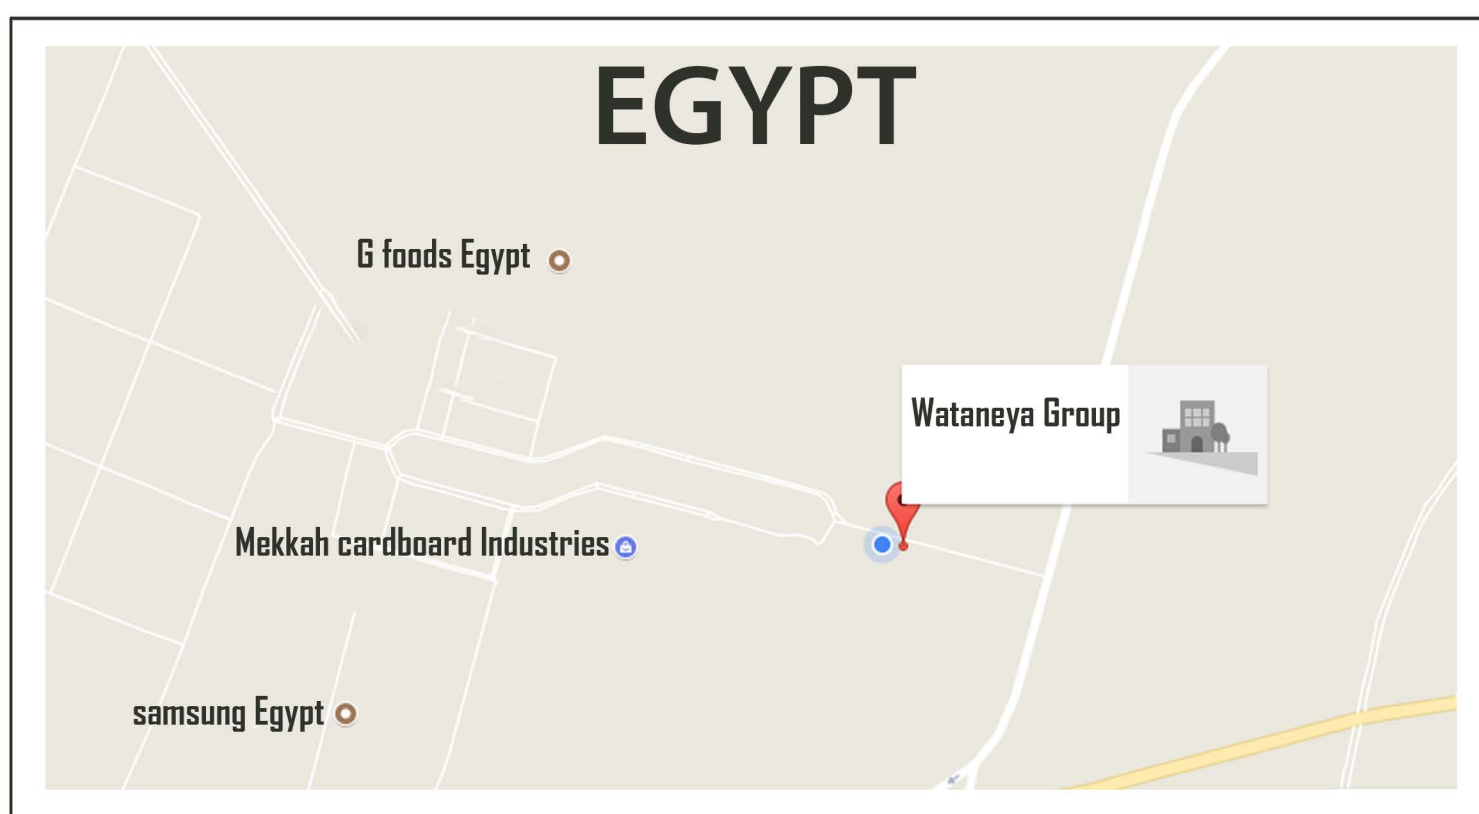 EGYPT
G foods Egypt
Wataneya Group
Mekkah cardboard Industries
samsung Egypt